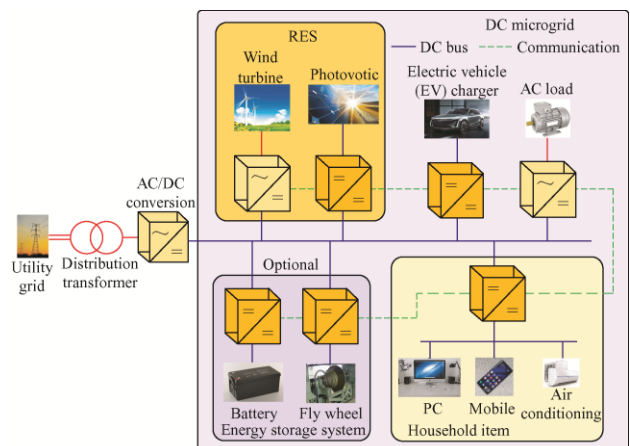 DC microgrid
DC bus
Communication
RES
Wind
turbine
Photovotic
Electric vehicle
(EV) charger
AC load
AC/DC
conversion
Utility
grid
Distribution
transformer
Optional
Battery
Fly wheel
Energy storage system
PC
Mobile
Air
conditioning
Household item